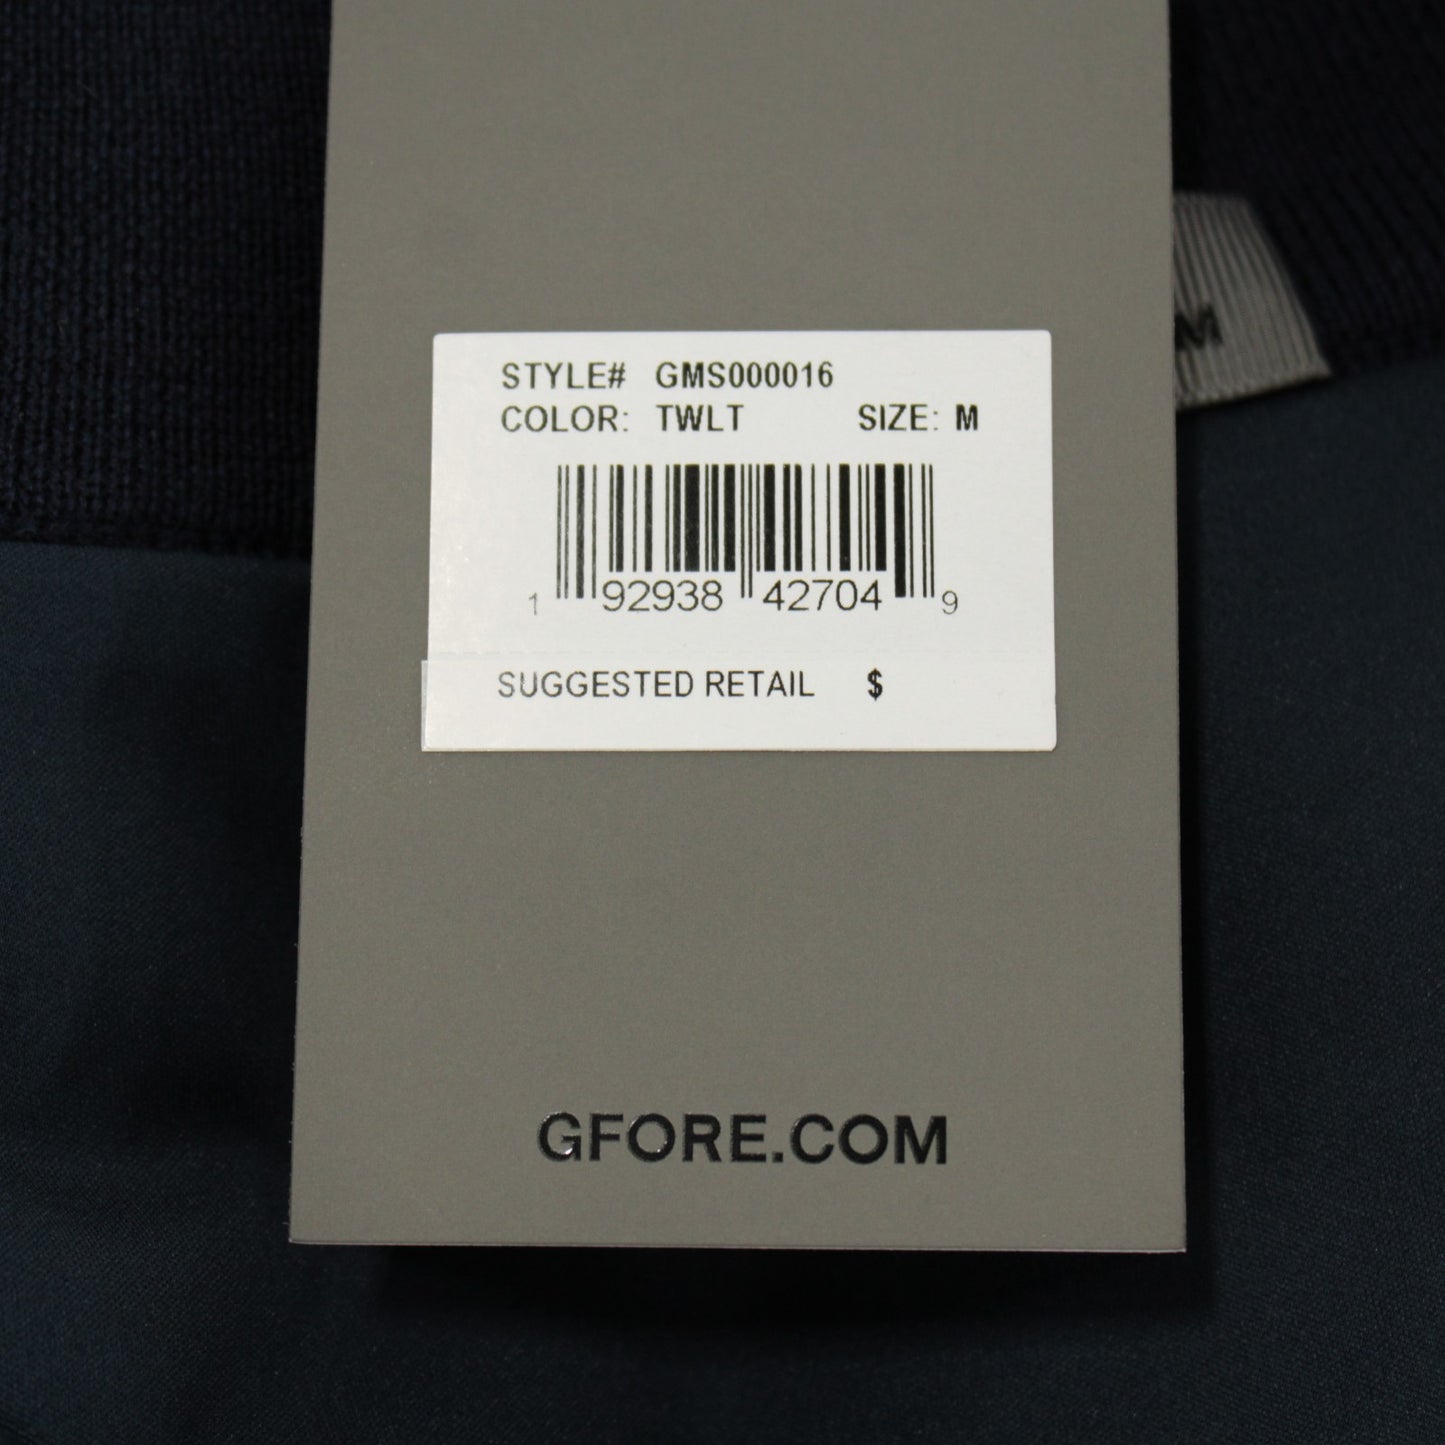 STYLE# GMS000016
COLOR: TWLT SIZE: M
1 92938 42704 9
SUGGESTED RETAIL $
M
GFORE.COM